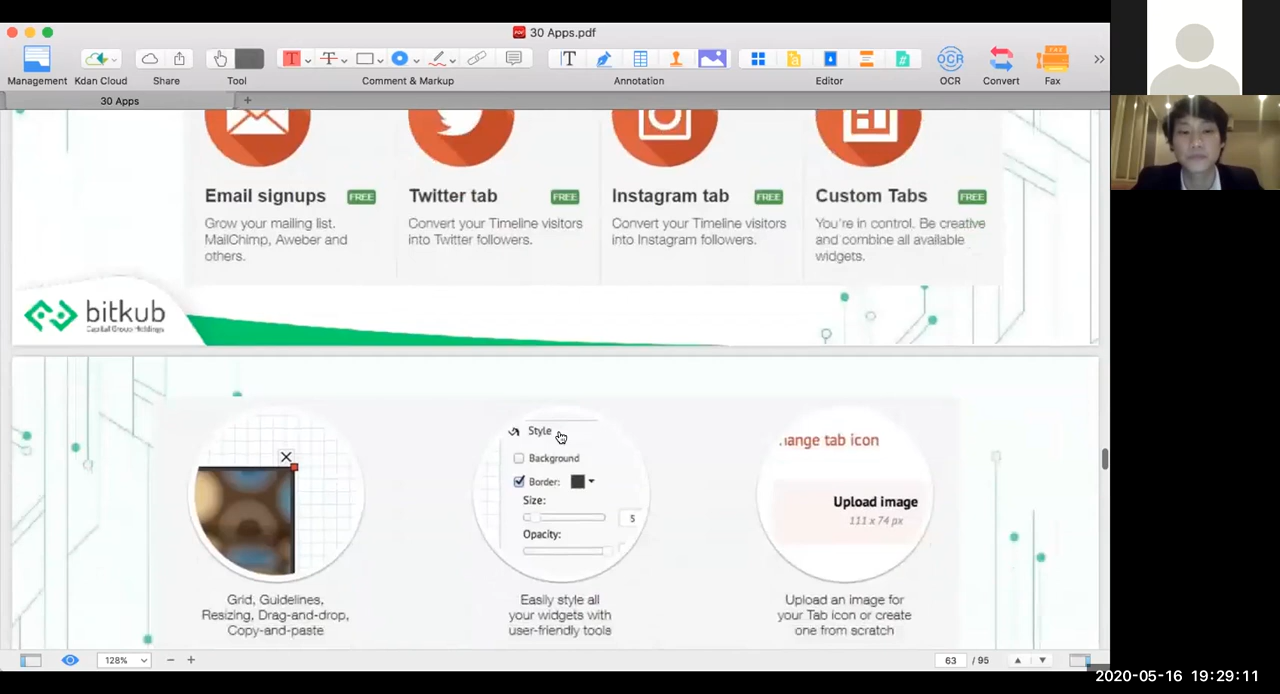 30 Apps.pdf
Management
Kdan Cloud
Share
Tool
Comment & Markup
Annotation
Editor
OCR
OCR
Convert
FAX
Fax
30 Apps
Email signups FREE
Grow your mailing list.
MailChimp, Aweber and
others.
Twitter tab FREE
Convert your Timeline visitors
into Twitter followers.
Instagram tab FREE
Convert your Timeline visitors
into Instagram followers.
Custom Tabs FREE
You're in control. Be creative
and combine all available
widgets.
bitkub
Capital Group Holdings
Style
Background
Border:
Size:
5
Opacity:
hange tab icon
Upload image
111 x 74 px
Grid, Guidelines,
Resizing, Drag-and-drop,
Copy-and-paste
Easily style all
your widgets with
user-friendly tools
Upload an image for
your Tab icon or create
one from scratch
128%
63 / 95
2020-05-16 19:29:11